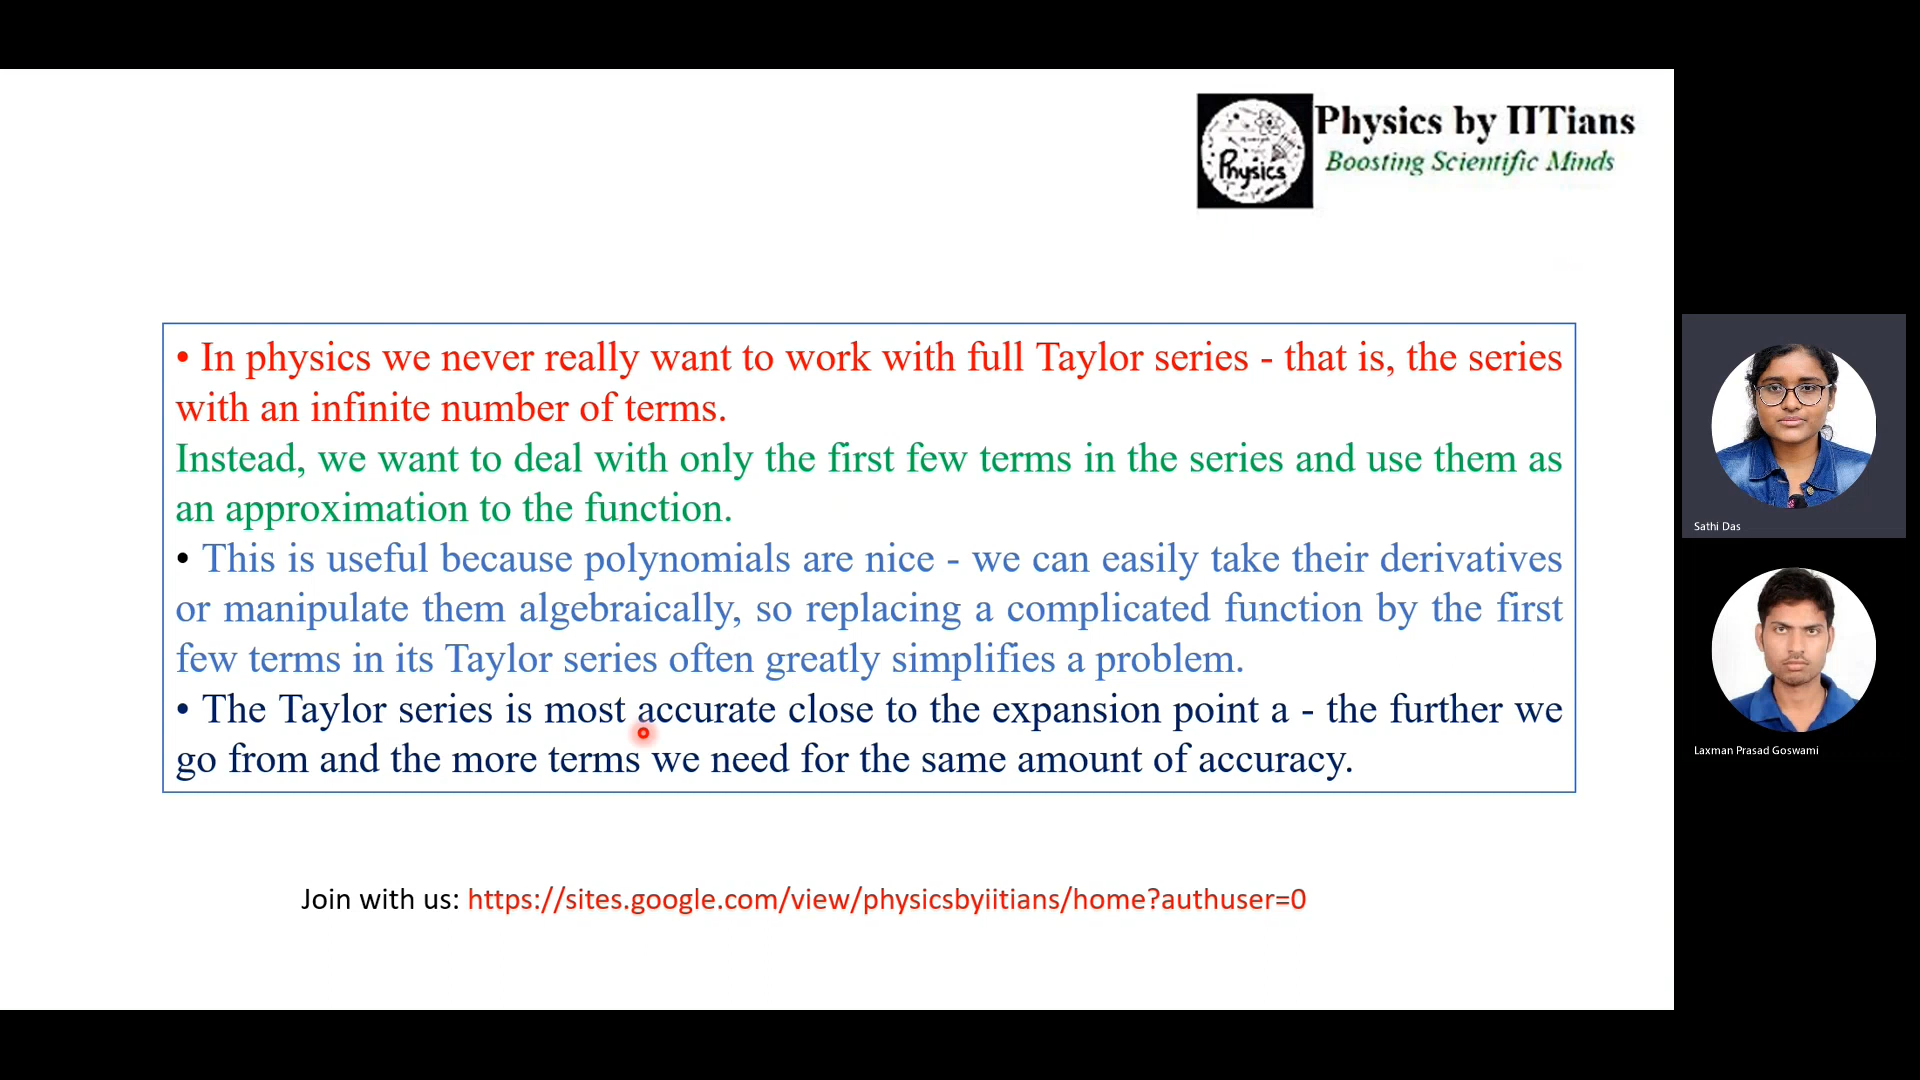 Physics by IITians
Boosting Scientific Minds
Physics
• In physics we never really want to work with full Taylor series - that is, the series
with an infinite number of terms.
Instead, we want to deal with only the first few terms in the series and use them as
an approximation to the function.
• This is useful because polynomials are nice - we can easily take their derivatives
or manipulate them algebraically, so replacing a complicated function by the first
few terms in its Taylor series often greatly simplifies a problem.
• The Taylor series is most accurate close to the expansion point a - the further we
go from and the more terms we need for the same amount of accuracy.
Join with us: https://sites.google.com/view/physicsbyiitians/home?authuser=0
Sathi Das
Laxman Prasad Goswami